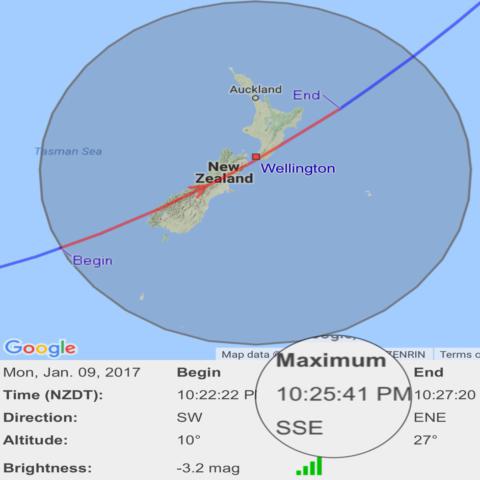 Auckland
End
Tasman Sea
New
Zealand
Wellington
Begin
Google
Map data ©
ZENRIN
Terms o
Maximum
Mon, Jan. 09, 2017 Begin End
Time (NZDT): 10:22:22 P 10:25:41 PM 10:27:20
Direction: SW SSE ENE
Altitude: 10° 27°
Brightness: -3.2 mag